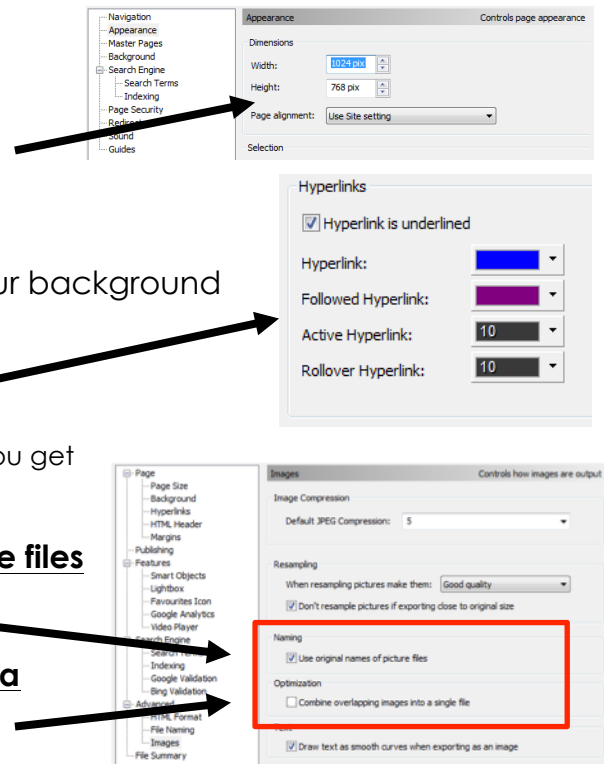 Navigation
Appearance
Master Pages
Background
Search Engine
Search Terms
Indexing
Page Security
Sound
Guides
Appearance Controls page appearance
Dimensions
Width: 1024 pix
Height: 768 pix
Page alignment: Use Site setting
Selection
Hyperlinks
Hyperlink is underlined
Hyperlink:
Followed Hyperlink:
Active Hyperlink: 10
Rollover Hyperlink: 10
ur background
ou get
e files
a
Page
Page Size
Background
Hyperlinks
HTML Header
Margins
Publishing
Features
Smart Objects
Lightbox
Favourites Icon
Google Analytics
Video Player
Search Engine
Indexing
Google Validation
Bing Validation
Advanced
HTML Format
File Naming
Images
File Summary
Images Controls how images are output
Image Compression
Default JPEG Compression: 5
Resampling
When resampling pictures make them: Good quality
Don't resample pictures if exporting close to original size
Naming
Use original names of picture files
Optimization
Combine overlapping images into a single file
Draw text as smooth curves when exporting as an image